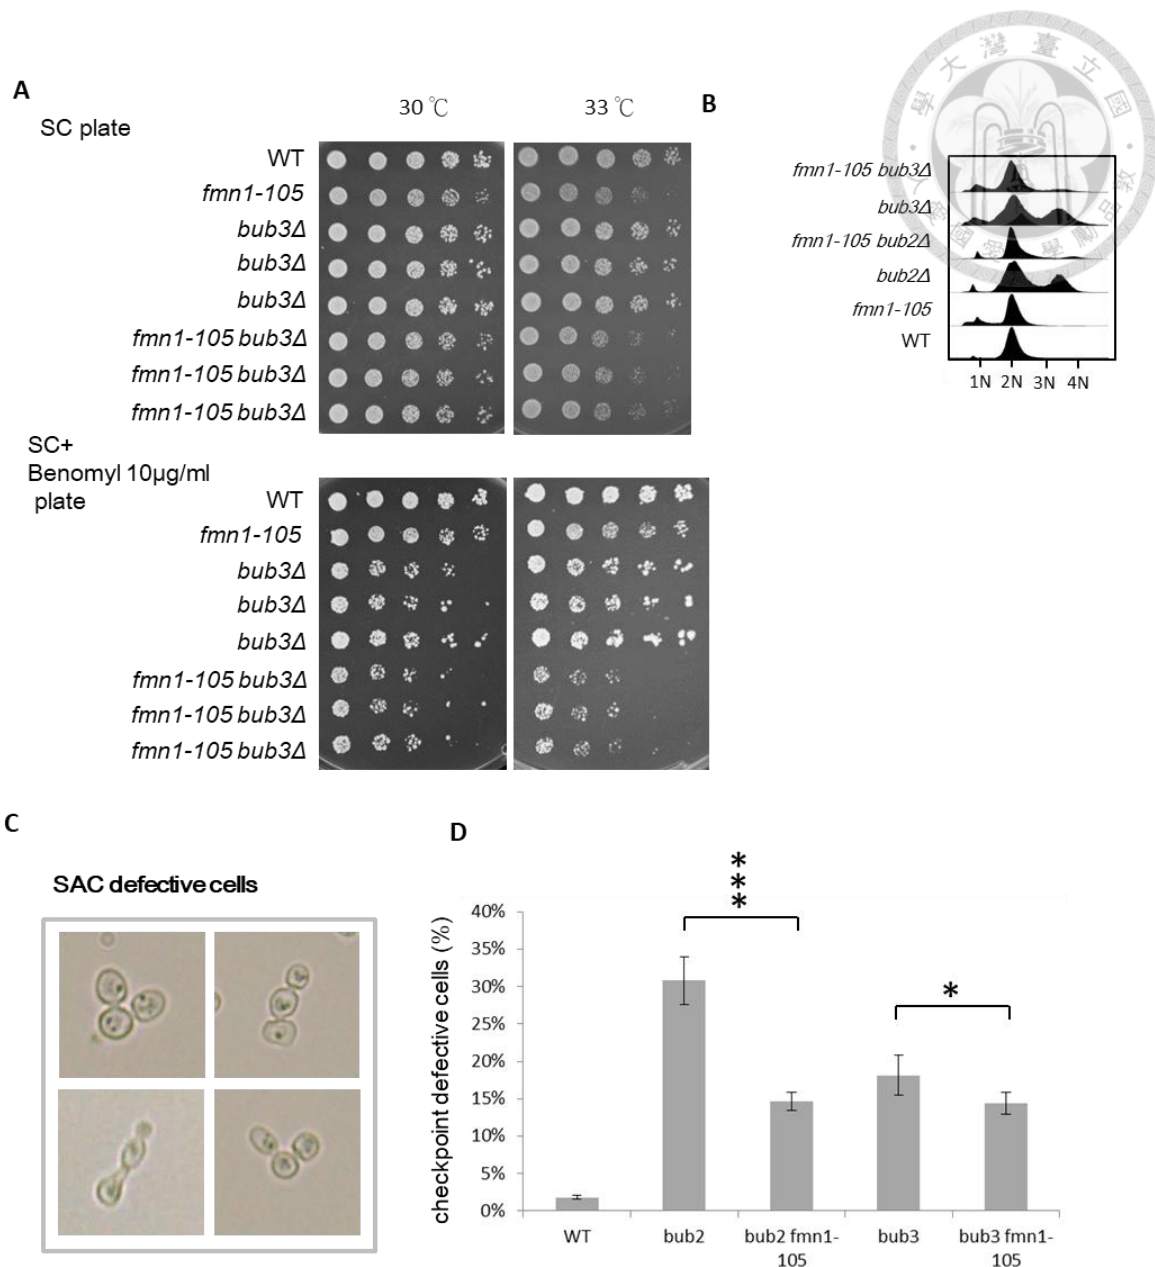 A
30 ℃
33 ℃
SC plate
WT
fmn1-105
bub3Δ
bub3Δ
bub3Δ
fmn1-105 bub3Δ
fmn1-105 bub3Δ
fmn1-105 bub3Δ
SC+
Benomyl 10µg/ml
plate
WT
fmn1-105
bub3Δ
bub3Δ
bub3Δ
fmn1-105 bub3Δ
fmn1-105 bub3Δ
fmn1-105 bub3Δ
B
fmn1-105 bub3Δ
bub3Δ
fmn1-105 bub2Δ
bub2Δ
fmn1-105
WT
1N 2N 3N 4N
C
SAC defective cells
D
***
*
checkpoint defective cells (%)
40%
35%
30%
25%
20%
15%
10%
5%
0%
WT
bub2
bub2 fmn1-
105
bub3
bub3 fmn1-
105